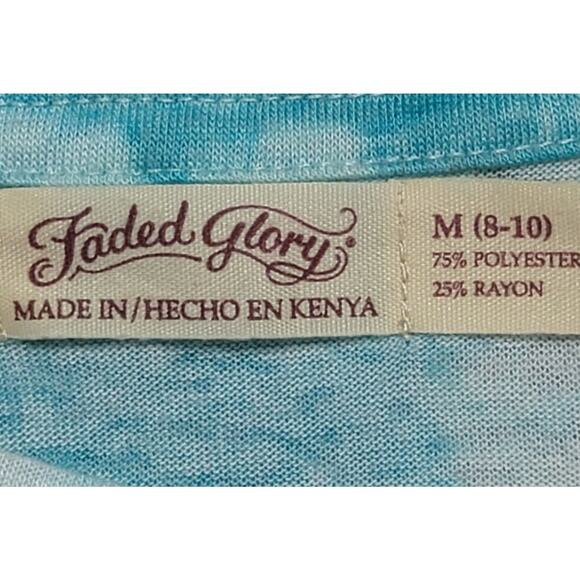 Faded Glory®
MADE IN/HECHO EN KENYA
M (8-10)
75% POLYESTER
25% RAYON